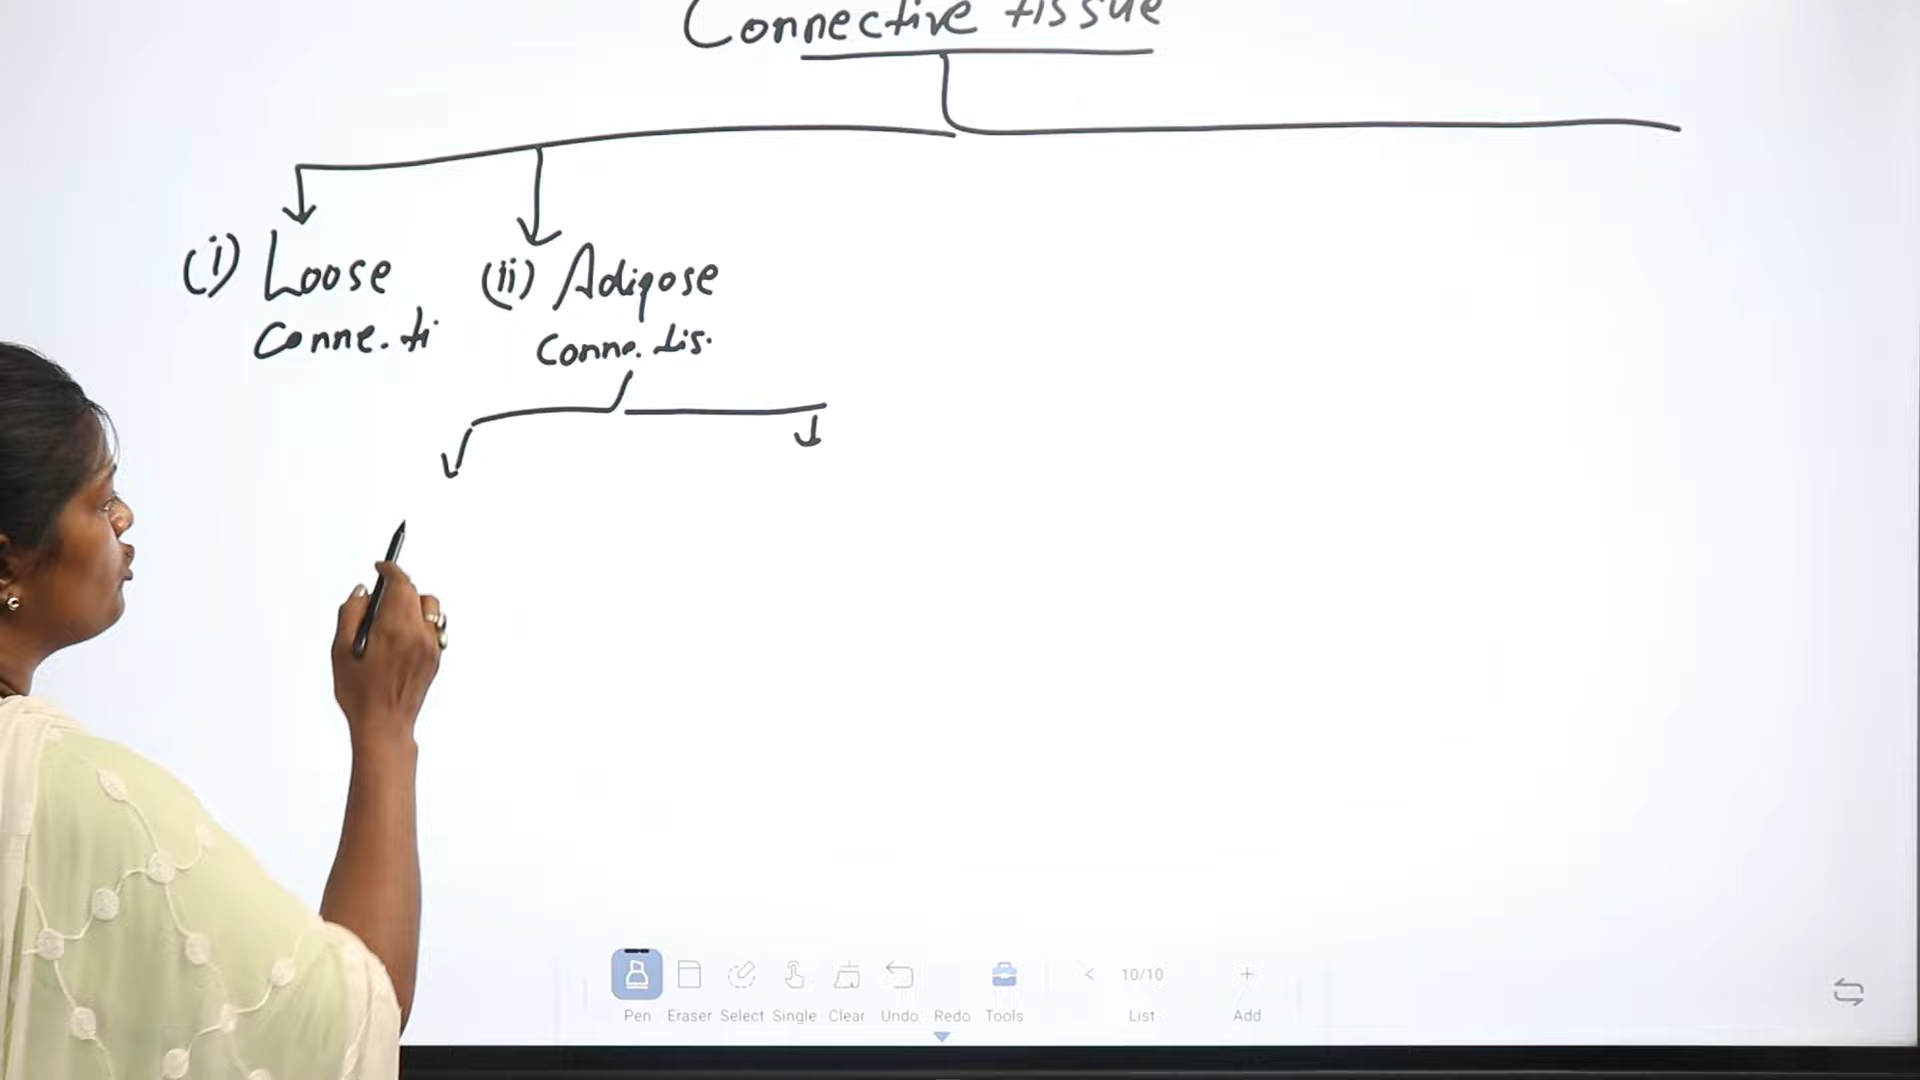 Connective tissue
(i) Loose
Conne. ti
(ii) Adipose
Conne. tis.
Pen Eraser Select Single Clear Undo Redo Tools
< 10/10
List
+
Add